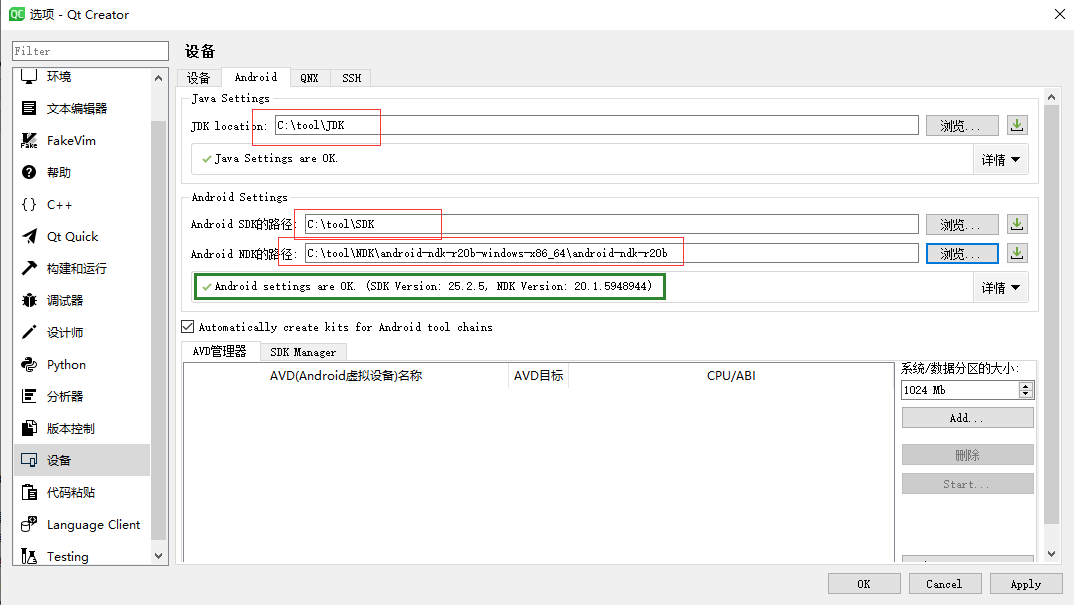 选项 - Qt Creator
Filter
环境
文本编辑器
FakeVim
帮助
C++
Qt Quick
构建和运行
调试器
设计师
Python
分析器
版本控制
设备
代码粘贴
Language Client
Testing
设备
设备 Android QNX SSH
Java Settings
JDK location: C:\tool\JDK 浏览...
Java Settings are OK. 详情
Android Settings
Android SDK的路径: C:\tool\SDK 浏览...
Android NDK的路径: C:\tool\NDK\android-ndk-r20b-windows-x86_64\android-ndk-r20b 浏览...
Android settings are OK. (SDK Version: 25.2.5, NDK Version: 20.1.5948944) 详情
Automatically create kits for Android tool chains
AVD管理器 SDK Manager
AVD(Android虚拟设备)名称 AVD目标 CPU/ABI
系统/数据分区的大小:
1024 Mb
Add...
删除
Start...
OK Cancel Apply